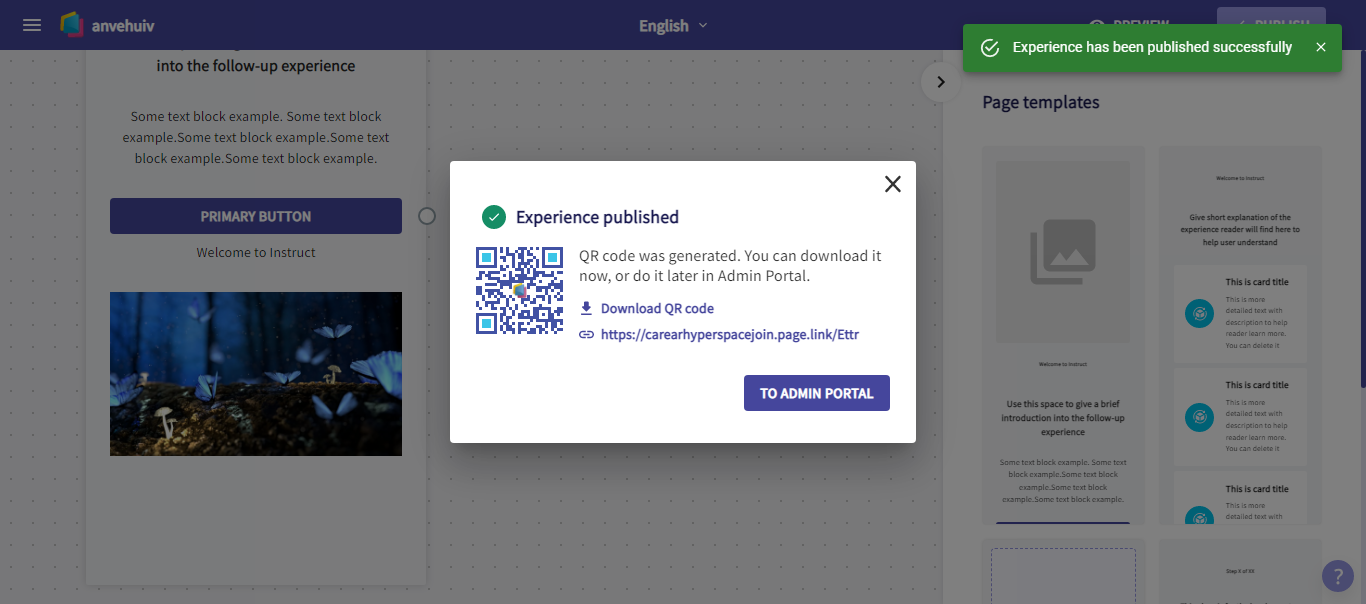 anvehuiv
English
PREVIEW
PUBLISH
Experience has been published successfully
into the follow-up experience
Some text block example. Some text block
example.Some text block example.Some text
block example.Some text block example.
PRIMARY BUTTON
Welcome to Instruct
Experience published
QR code was generated. You can download it
now, or do it later in Admin Portal.
Download QR code
https://carearhyperspacejoin.page.link/Ettr
TO ADMIN PORTAL
Page templates
Welcome to Instruct
Use this space to give a brief
introduction into the follow-up
experience
Some text block example. Some text
block example.Some text block
example.Some text block
example.Some text block example.
Welcome to Instruct
Give short explanation of the
experience reader will find here to
help user understand
This is card title
This is more
detailed text with
description to help
reader learn more.
You can delete it
This is card title
This is more
detailed text with
description to help
reader learn more.
You can delete it
This is card title
This is more
detailed text with
Step X of XX
?